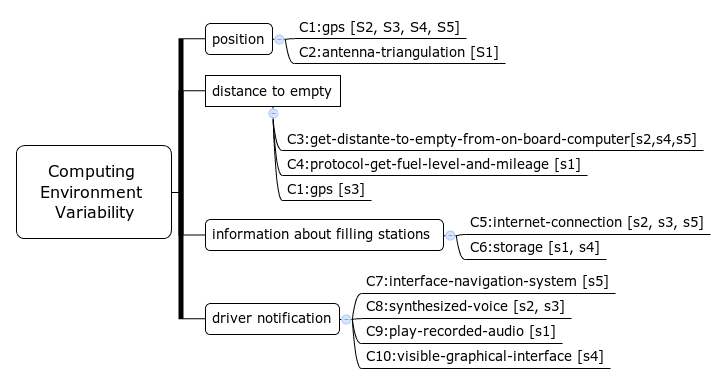 Computing
Environment
Variability
position
C1:gps [S2, S3, S4, S5]
C2:antenna-triangulation [S1]
distance to empty
C3:get-distante-to-empty-from-on-board-computer[s2,s4,s5]
C4:protocol-get-fuel-level-and-mileage [s1]
C1:gps [s3]
information about filling stations
C5:internet-connection [s2, s3, s5]
C6:storage [s1, s4]
driver notification
C7:interface-navigation-system [s5]
C8:synthesized-voice [s2, s3]
C9:play-recorded-audio [s1]
C10:visible-graphical-interface [s4]